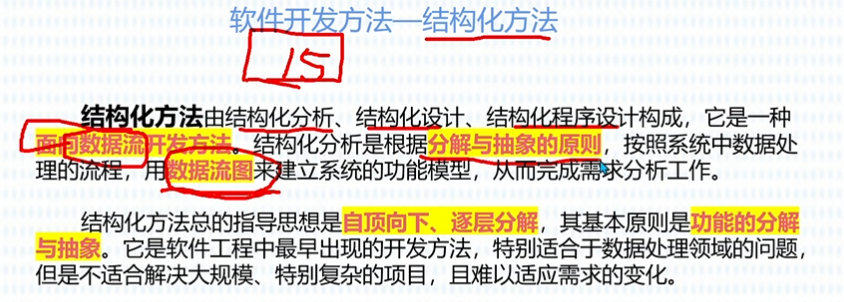 软件开发方法—结构化方法
15
结构化方法由结构化分析、结构化设计、结构化程序设计构成，它是一种
面向数据流开发方法。结构化分析是根据分解与抽象的原则，按照系统中数据处
理的流程，用数据流图来建立系统的功能模型，从而完成需求分析工作。
结构化方法总的指导思想是自顶向下、逐层分解，其基本原则是功能的分解
与抽象。它是软件工程中最早出现的开发方法，特别适合于数据处理领域的问题，
但是不适合解决大规模、特别复杂的项目，且难以适应需求的变化。